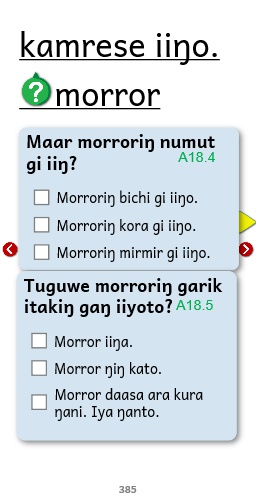 kamrese iiŋo.
? morror
Maar morroriŋ numut
gi iiŋ?
A18.4
Morroriŋ bichi gi iiŋo.
Morroriŋ kora gi iiŋo.
Morroriŋ mirmir gi iiŋo.
Tuguwe morroriŋ garik
itakiŋ gaŋ iiyoto? A18.5
Morror iiŋa.
Morror ŋiŋ kato.
Morror daasa ara kura
ŋani. Iya ŋanto.
385